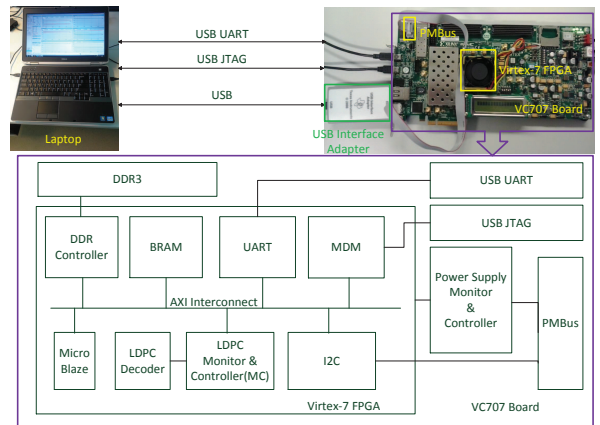 USB UART
PMBus
USB JTAG
Virtex-7 FPGA
USB
VC707 Board
Laptop
USB Interface
Adapter
DDR3
USB UART
USB JTAG
DDR
Controller
BRAM
UART
MDM
Power Supply
Monitor
&
Controller
PMBus
AXI Interconnect
Micro
Blaze
LDPC
Decoder
LDPC
Monitor &
Controller(MC)
I2C
Virtex-7 FPGA
VC707 Board